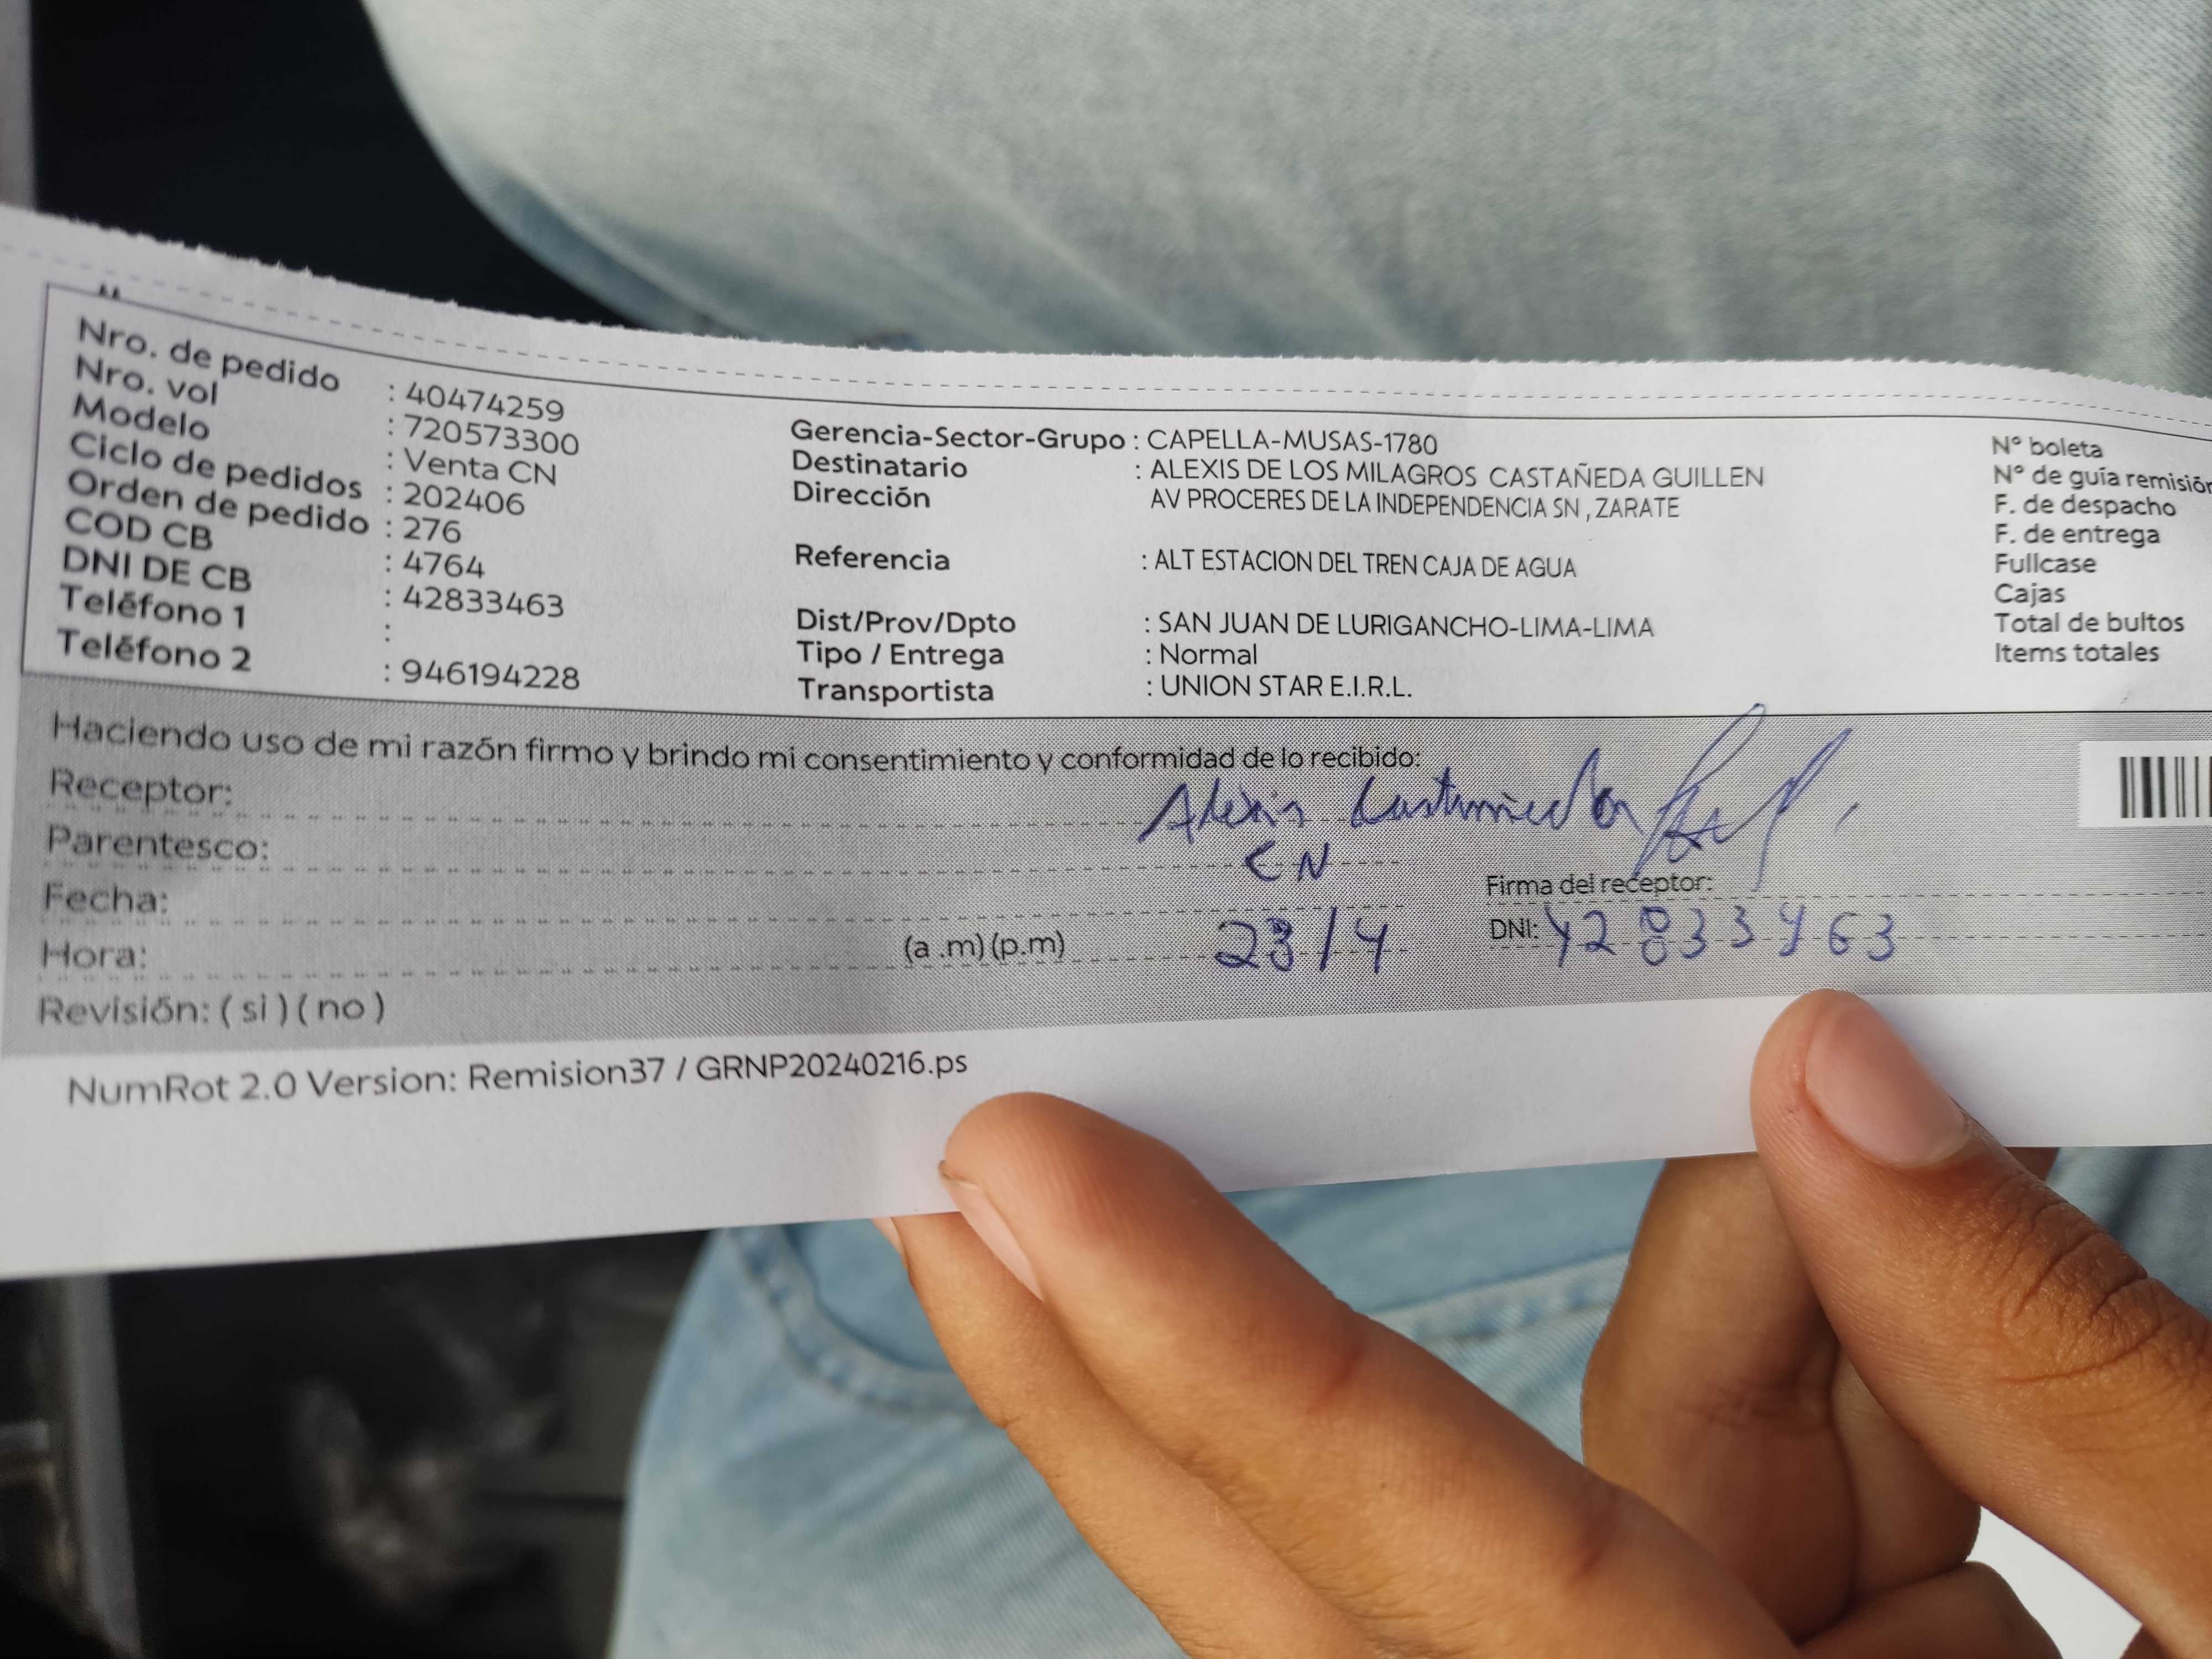 Nro. de pedido : 40474259
Nro. vol : 720573300
Modelo : Venta CN
Ciclo de pedidos : 202406
Orden de pedido : 276
COD CB : 4764
DNI DE CB : 42833463
Teléfono 1 :
Teléfono 2 : 946194228
Gerencia-Sector-Grupo : CAPELLA-MUSAS-1780
Destinatario : ALEXIS DE LOS MILAGROS CASTAÑEDA GUILLEN
Dirección AV PROCERES DE LA INDEPENDENCIA SN , ZARATE
Referencia : ALT ESTACION DEL TREN CAJA DE AGUA
Dist/Prov/Dpto : SAN JUAN DE LURIGANCHO-LIMA-LIMA
Tipo / Entrega : Normal
Transportista : UNION STAR E.I.R.L.
N° boleta
N° de guía remisión
F. de despacho
F. de entrega
Fullcase
Cajas
Total de bultos
Items totales
Haciendo uso de mi razón firmo y brindo mi consentimiento y conformidad de lo recibido:
Receptor: Alexis Castañeda
Parentesco: CN
Fecha: 23/4
Hora: (a .m) (p.m)
Revisión: ( si ) ( no )
Firma del receptor:
DNI: 42833463
NumRot 2.0 Version: Remision37 / GRNP20240216.ps